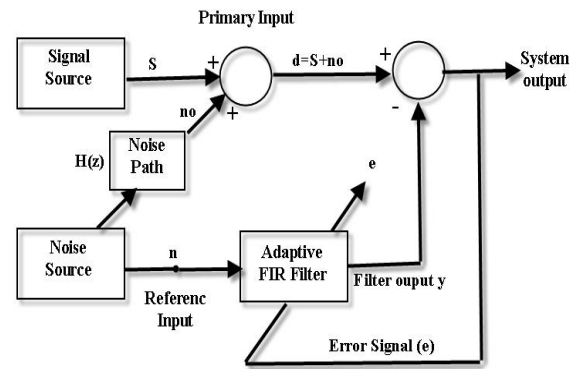 Primary Input
Signal
Source
S
+
+
no
d=S+no
+
-
System
output
H(z)
Noise
Path
e
Noise
Source
n
Referenc
Input
Adaptive
FIR Filter
Filter ouput y
Error Signal (e)